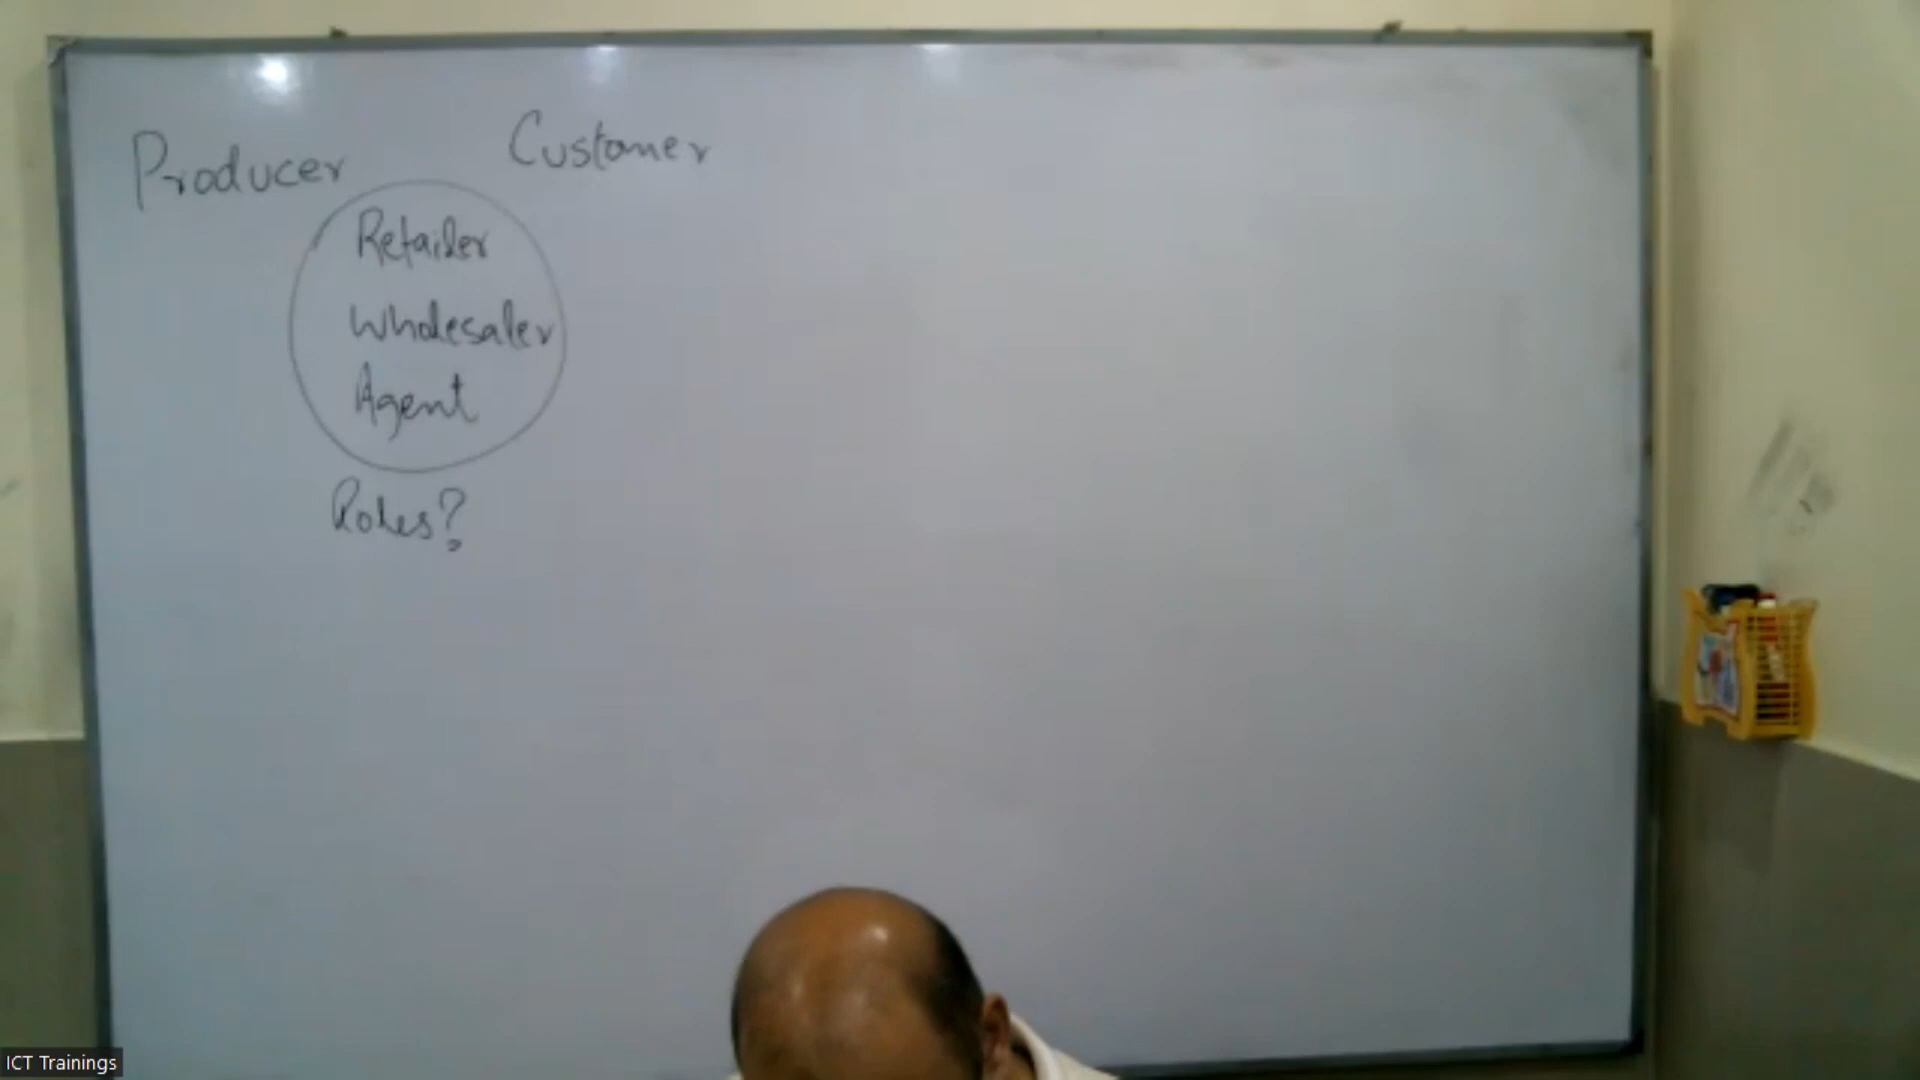 Producer
Customer
Retailer
Wholesaler
Agent
Roles?
ICT Trainings